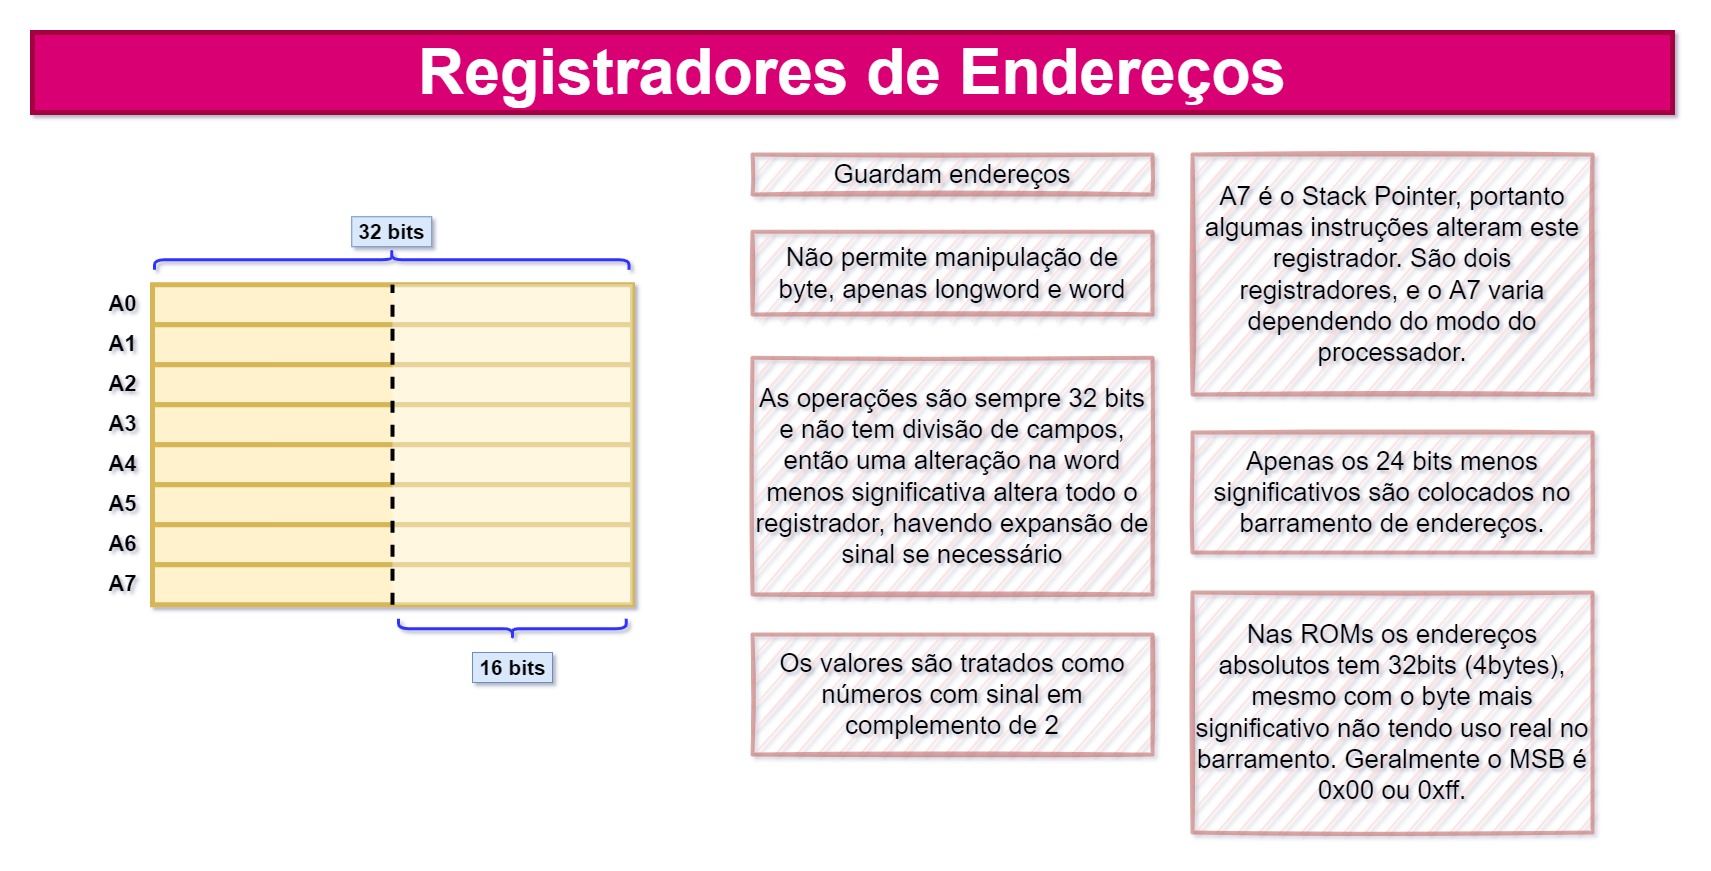 Registradores de Endereços
32 bits
A0
A1
A2
A3
A4
A5
A6
A7
16 bits
Guardam endereços
Não permite manipulação de
byte, apenas longword e word
As operações são sempre 32 bits
e não tem divisão de campos,
então uma alteração na word
menos significativa altera todo o
registrador, havendo expansão de
sinal se necessário
Os valores são tratados como
números com sinal em
complemento de 2
A7 é o Stack Pointer, portanto
algumas instruções alteram este
registrador. São dois
registradores, e o A7 varia
dependendo do modo do
processador.
Apenas os 24 bits menos
significativos são colocados no
barramento de endereços.
Nas ROMs os endereços
absolutos tem 32bits (4bytes),
mesmo com o byte mais
significativo não tendo uso real no
barramento. Geralmente o MSB é
0x00 ou 0xff.